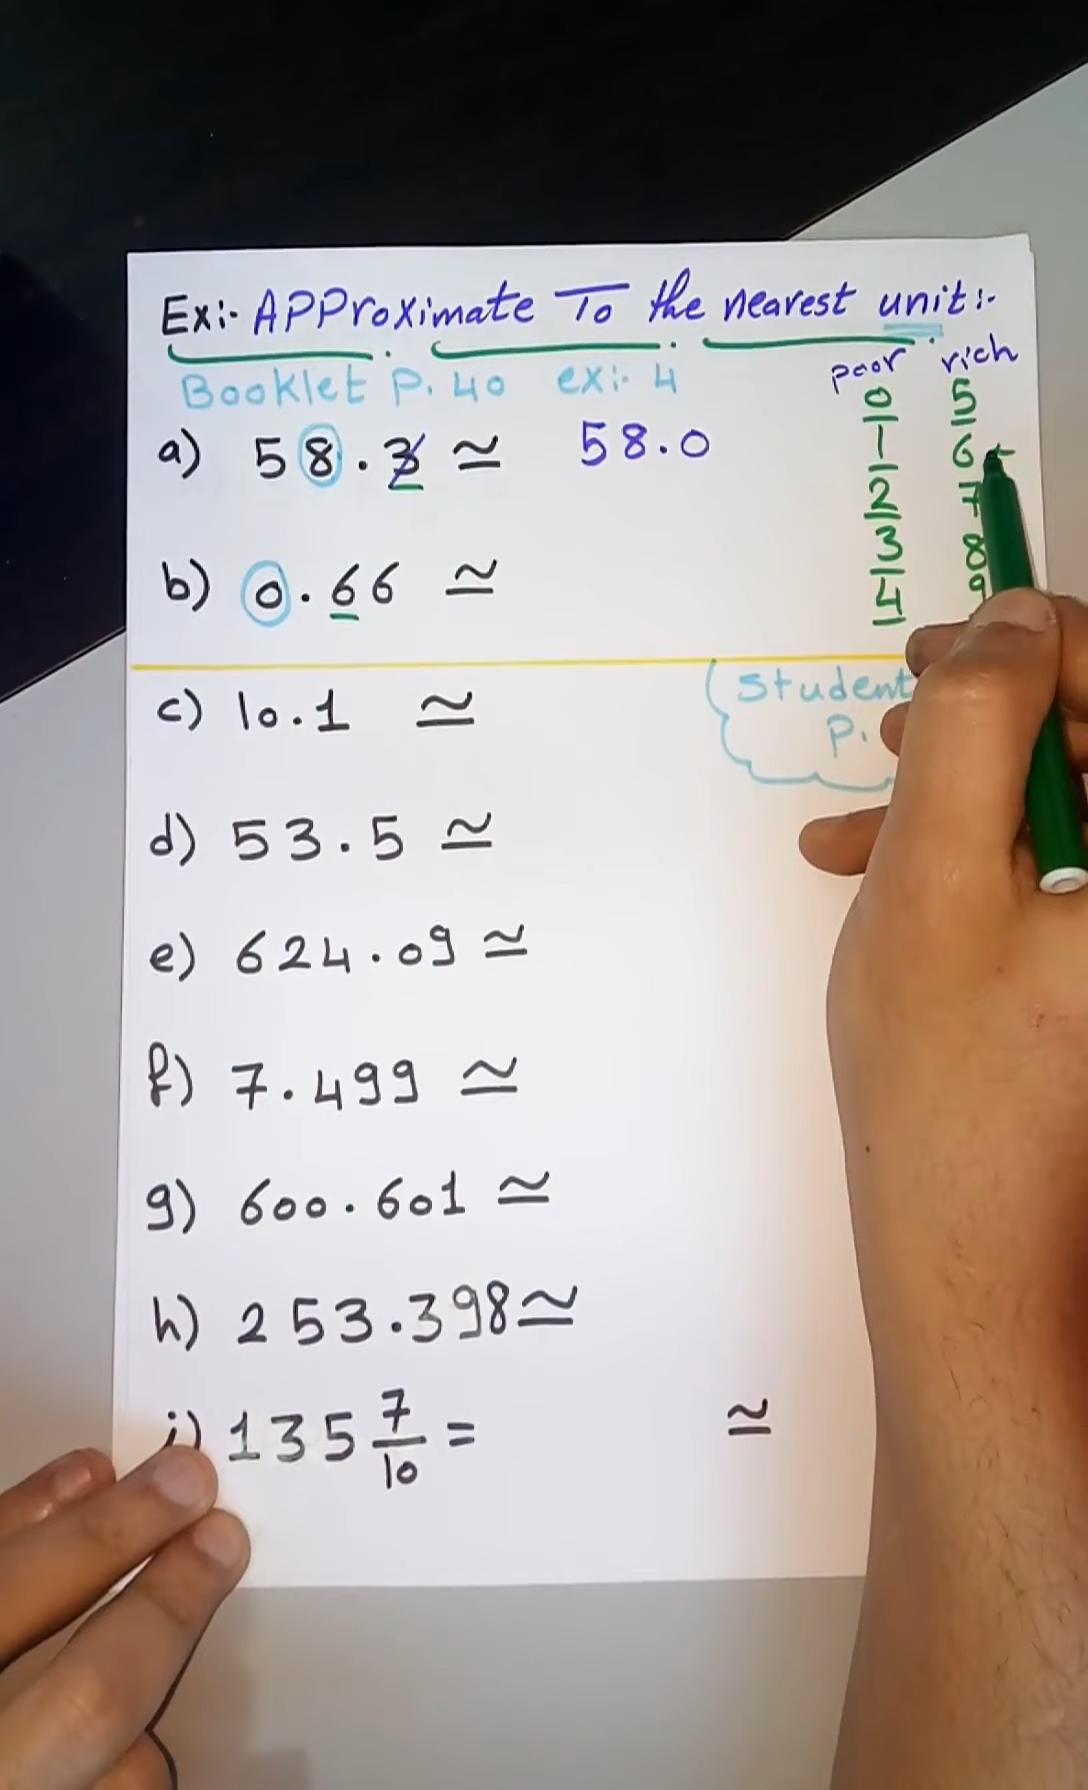 Ex:- APProximate To the nearest unit:-
Booklet P. 40 ex:- 4
poor rich
0 5
1 6
2 7
3 8
4 9
a) 58.3 ≃ 58.0
b) 0.66 ≃
student
P.
c) 10.1 ≃
d) 53.5 ≃
e) 624.09 ≃
f) 7.499 ≃
g) 600.601 ≃
h) 253.398 ≃
i) 135 7/10 = ≃